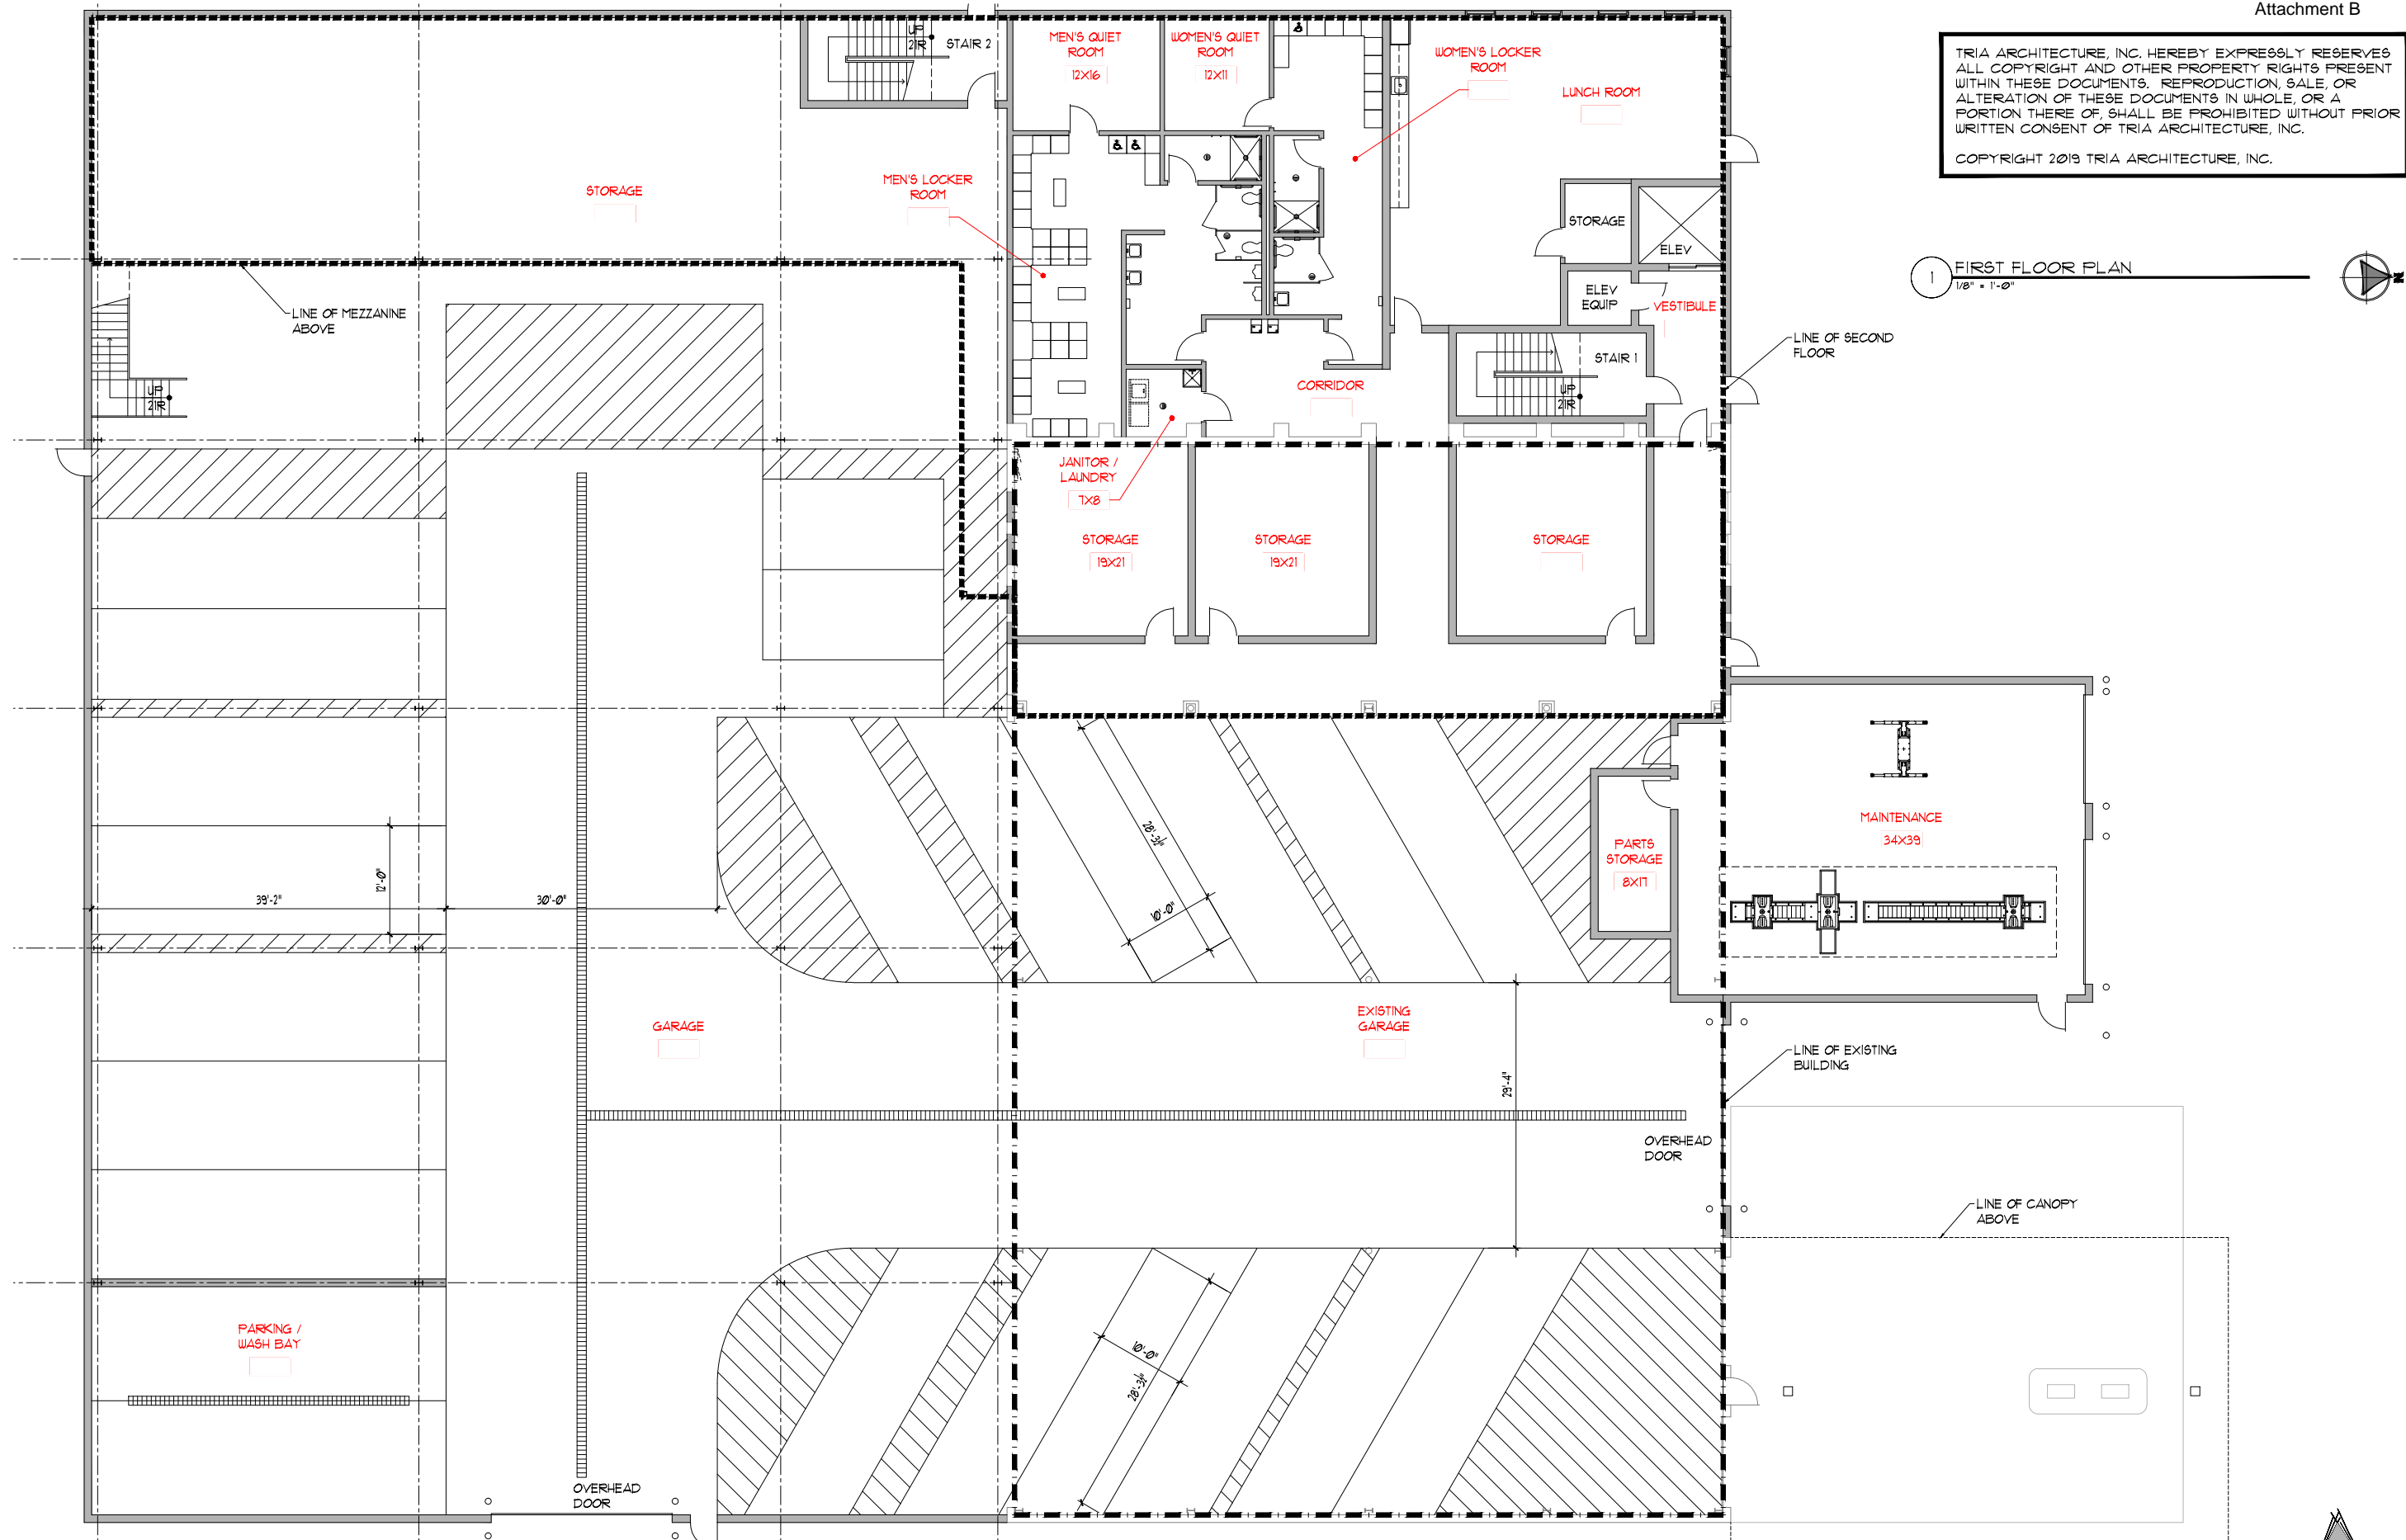 Attachment B
TRIA ARCHITECTURE, INC. HEREBY EXPRESSLY RESERVES
ALL COPYRIGHT AND OTHER PROPERTY RIGHTS PRESENT
WITHIN THESE DOCUMENTS. REPRODUCTION, SALE, OR
ALTERATION OF THESE DOCUMENTS IN WHOLE, OR A
PORTION THERE OF, SHALL BE PROHIBITED WITHOUT PRIOR
WRITTEN CONSENT OF TRIA ARCHITECTURE, INC.
COPYRIGHT 2019 TRIA ARCHITECTURE, INC.
1
FIRST FLOOR PLAN
1/8" = 1'-0"
N
UP
21R
STAIR 2
MEN'S QUIET
ROOM
12X16
WOMEN'S QUIET
ROOM
12X11
WOMEN'S LOCKER
ROOM
LUNCH ROOM
STORAGE
MEN'S LOCKER
ROOM
STORAGE
ELEV
ELEV
EQUIP
VESTIBULE
LINE OF MEZZANINE
ABOVE
LINE OF SECOND
FLOOR
STAIR 1
UP
21R
UP
21R
CORRIDOR
JANITOR /
LAUNDRY
7X8
STORAGE
19X21
STORAGE
19X21
STORAGE
MAINTENANCE
34X39
PARTS
STORAGE
8X17
28'-3½"
10'-0"
12'-0"
39'-2"
30'-0"
GARAGE
EXISTING
GARAGE
29'-4"
LINE OF EXISTING
BUILDING
OVERHEAD
DOOR
LINE OF CANOPY
ABOVE
PARKING /
WASH BAY
10'-0"
28'-3½"
OVERHEAD
DOOR